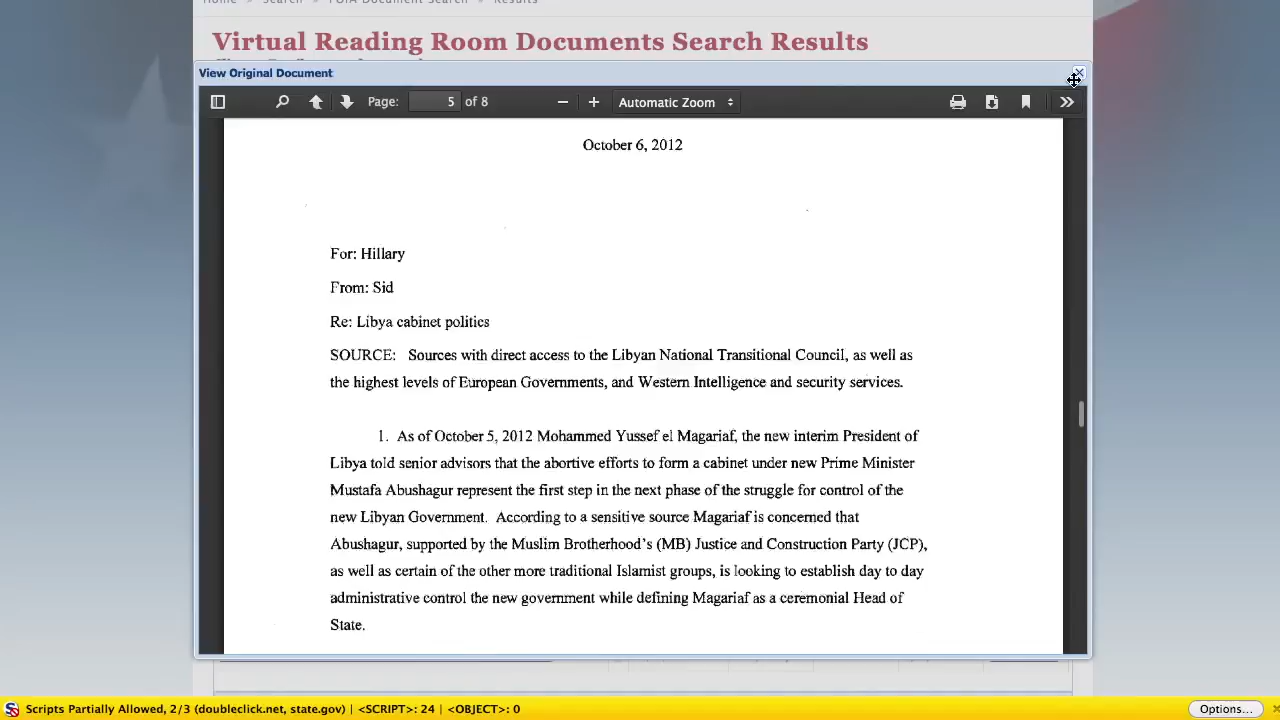 Home > Search > FOIA Document Search > Results
Virtual Reading Room Documents Search Results
View Original Document
Page: 5 of 8
Automatic Zoom
October 6, 2012
For: Hillary
From: Sid
Re: Libya cabinet politics
SOURCE: Sources with direct access to the Libyan National Transitional Council, as well as
the highest levels of European Governments, and Western Intelligence and security services.
1. As of October 5, 2012 Mohammed Yussef el Magariaf, the new interim President of
Libya told senior advisors that the abortive efforts to form a cabinet under new Prime Minister
Mustafa Abushagur represent the first step in the next phase of the struggle for control of the
new Libyan Government. According to a sensitive source Magariaf is concerned that
Abushagur, supported by the Muslim Brotherhood's (MB) Justice and Construction Party (JCP),
as well as certain of the other more traditional Islamist groups, is looking to establish day to day
administrative control the new government while defining Magariaf as a ceremonial Head of
State.
Scripts Partially Allowed, 2/3 (doubleclick.net, state.gov) | <SCRIPT>: 24 | <OBJECT>: 0
Options...